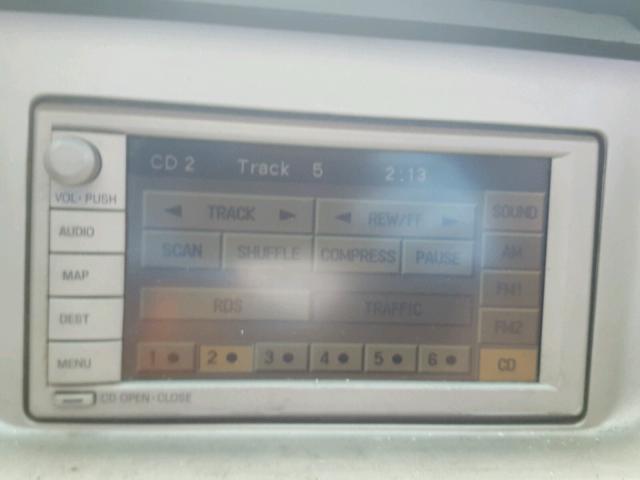 CD 2 Track 5 2:13
VOL·PUSH
AUDIO
MAP
DEST
MENU
◄ TRACK ►
◄ REW/FF ►
SOUND
SCAN SHUFFLE COMPRESS PAUSE
AM
RDS TRAFFIC
FM1
FM2
1 ● 2 ● 3 ● 4 ● 5 ● 6 ●
CD
CD OPEN·CLOSE